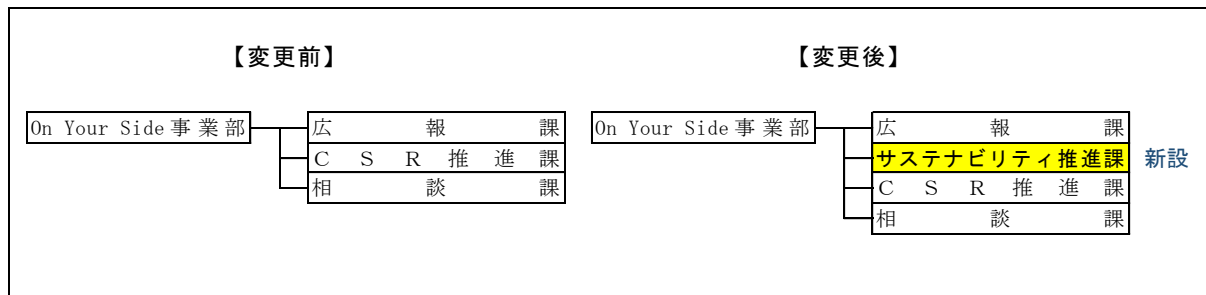 【変更前】
On Your Side事業部
広報課
CSR推進課
相談課
【変更後】
On Your Side事業部
広報課
サステナビリティ推進課 新設
CSR推進課
相談課